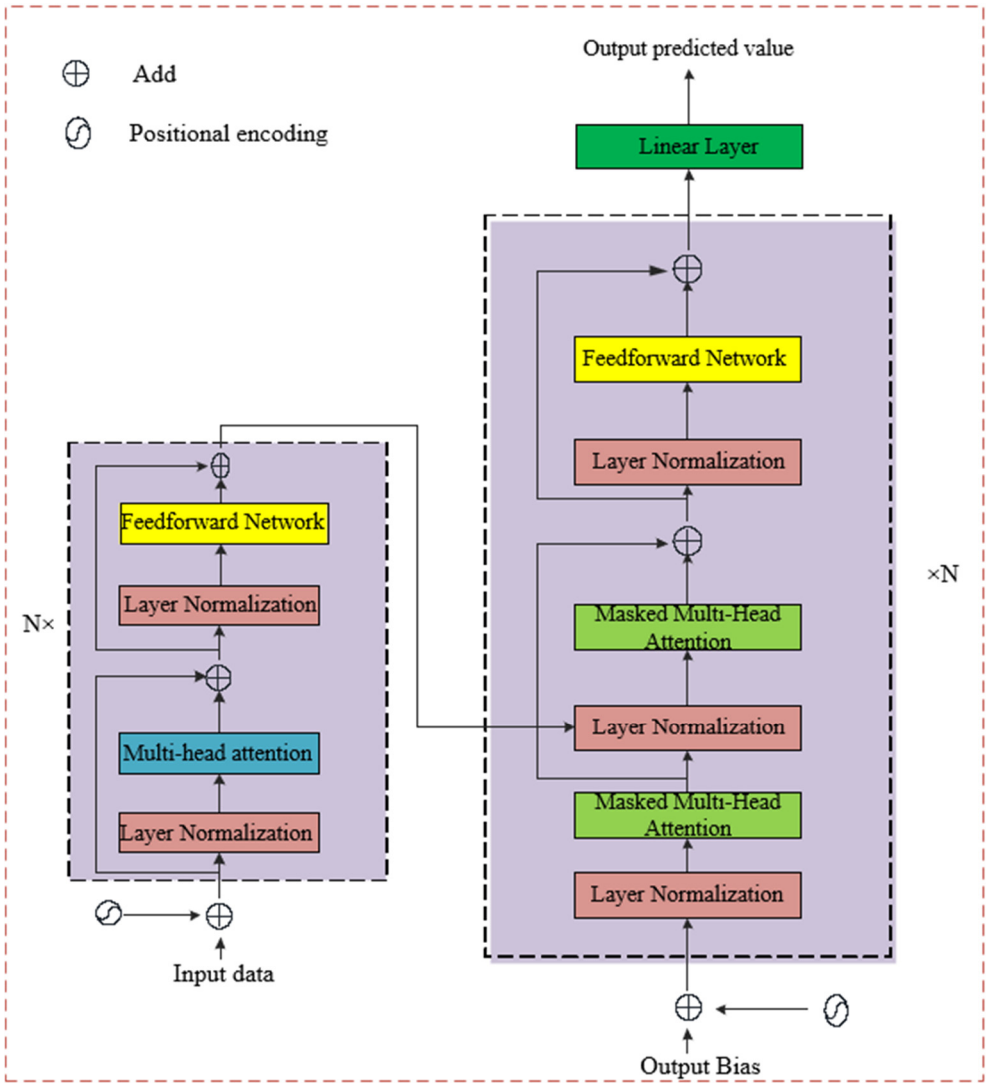 Add
Positional encoding
Output predicted value
Linear Layer
Feedforward Network
Layer Normalization
Masked Multi-Head
Attention
Layer Normalization
Masked Multi-Head
Attention
Layer Normalization
×N
Output Bias
Feedforward Network
Layer Normalization
N×
Multi-head attention
Layer Normalization
Input data